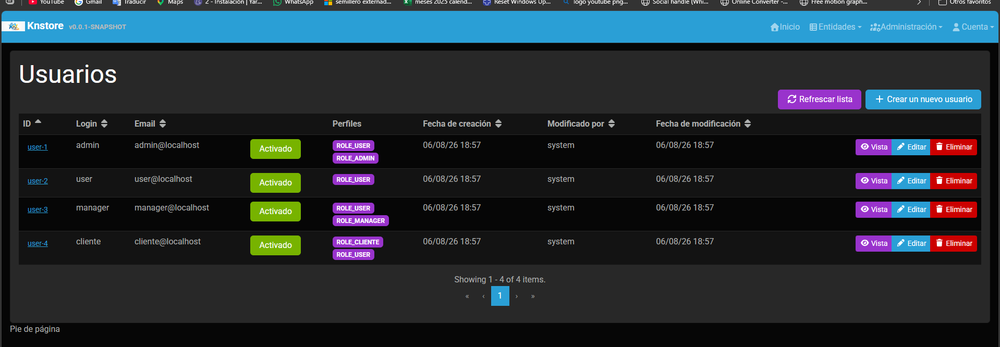 YouTube Gmail Traducir Maps 2 - Instalación | Yar... WhatsApp semillero externad... meses 2025 calend... Reset Windows Up... logo youtube png... Social handle (Whi... Online Converter -... Free motion graph... Otros favoritos
Knstore v0.0.1-SNAPSHOT Inicio Entidades Administración Cuenta
Usuarios
Refrescar lista Crear un nuevo usuario
ID Login Email Perfiles Fecha de creación Modificado por Fecha de modificación
user-1 admin admin@localhost Activado ROLE_USER 06/08/26 18:57 system 06/08/26 18:57 Vista Editar Eliminar
ROLE_ADMIN
user-2 user user@localhost Activado ROLE_USER 06/08/26 18:57 system 06/08/26 18:57 Vista Editar Eliminar
user-3 manager manager@localhost Activado ROLE_USER 06/08/26 18:57 system 06/08/26 18:57 Vista Editar Eliminar
ROLE_MANAGER
user-4 cliente cliente@localhost Activado ROLE_CLIENTE 06/08/26 18:57 system 06/08/26 18:57 Vista Editar Eliminar
ROLE_USER
Showing 1 - 4 of 4 items.
« ‹ 1 › »
Pie de página